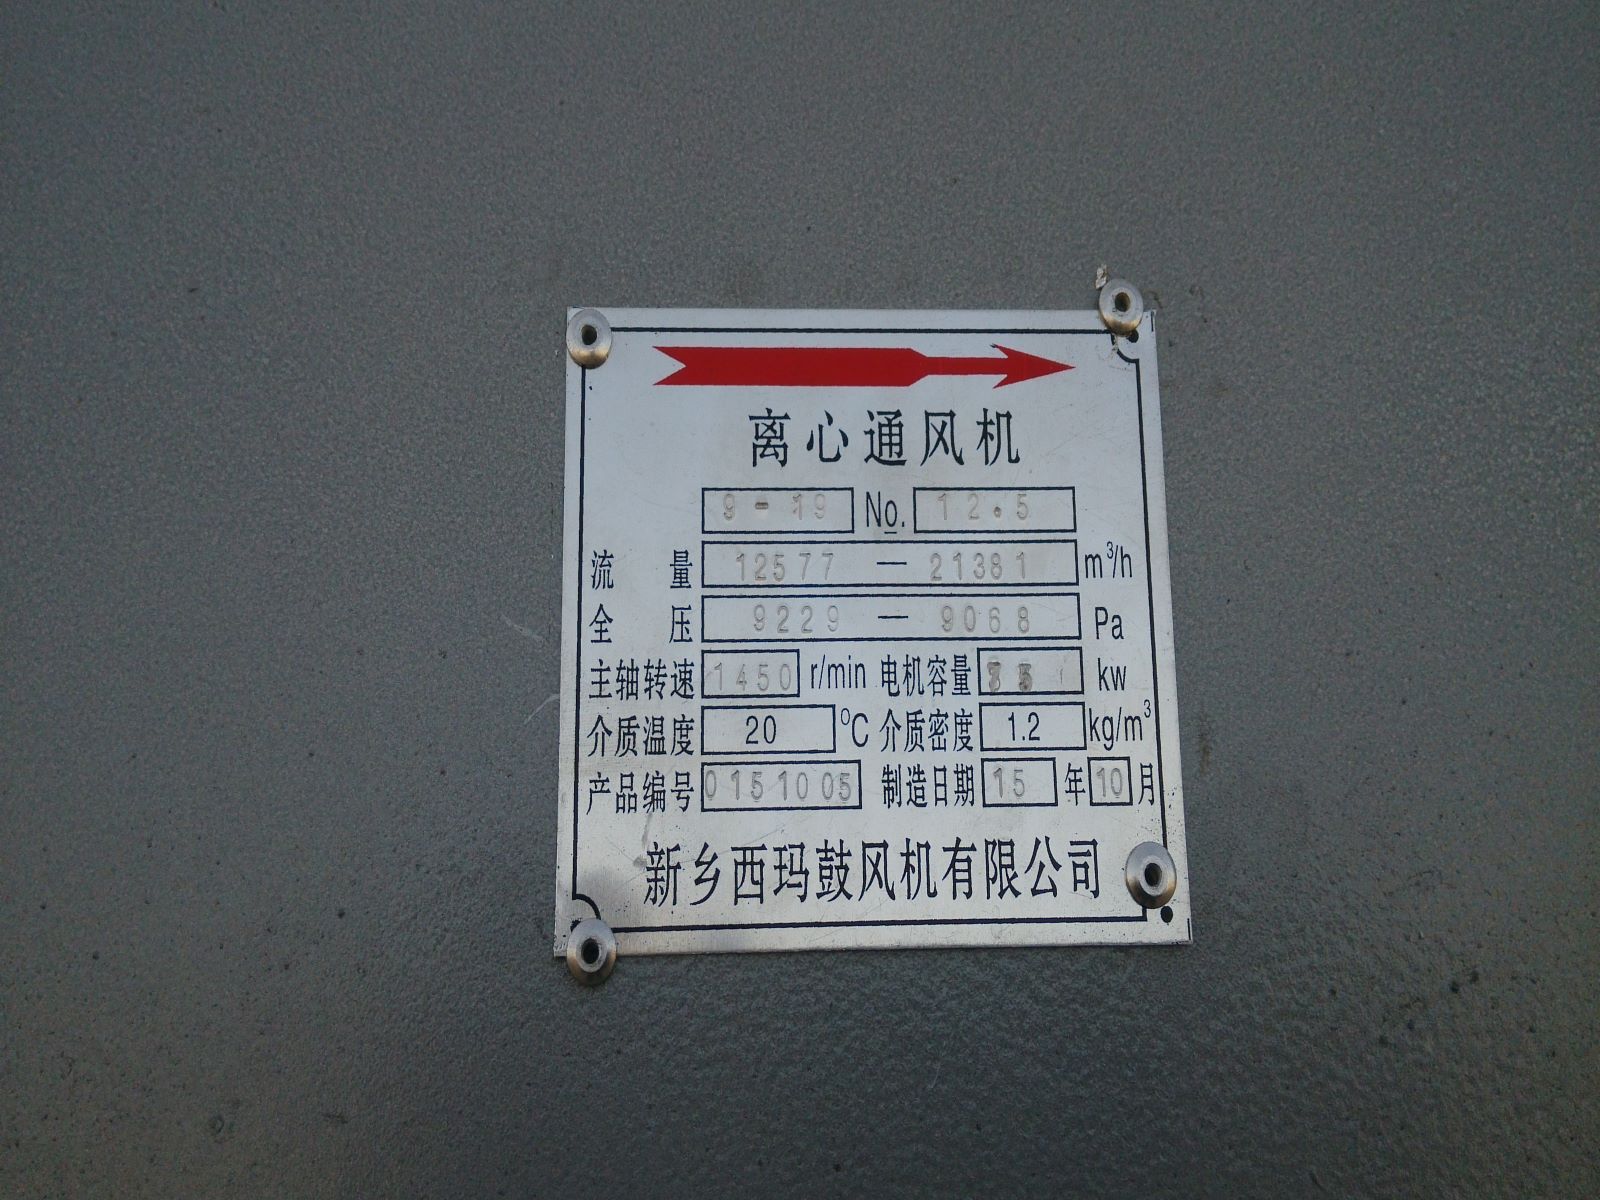 离心通风机
9-19 No. 12.5
流量 12577 — 21381 m³/h
全压 9229 — 9068 Pa
主轴转速 1450 r/min 电机容量 kw
介质温度 20 °C 介质密度 1.2 kg/m³
产品编号 0151005 制造日期 15 年 10 月
新乡西玛鼓风机有限公司